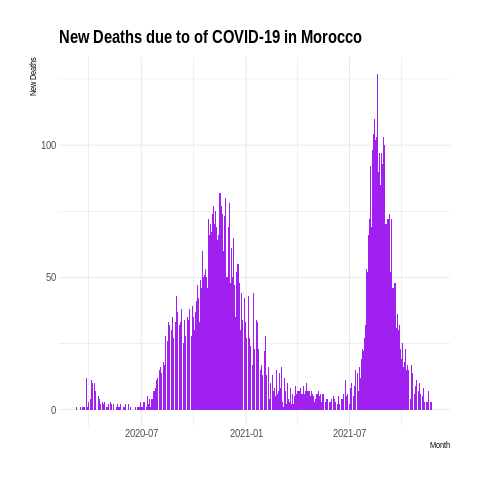 New Deaths due to of COVID-19 in Morocco
New Deaths
100
50
0
2020-07
2021-01
2021-07
Month